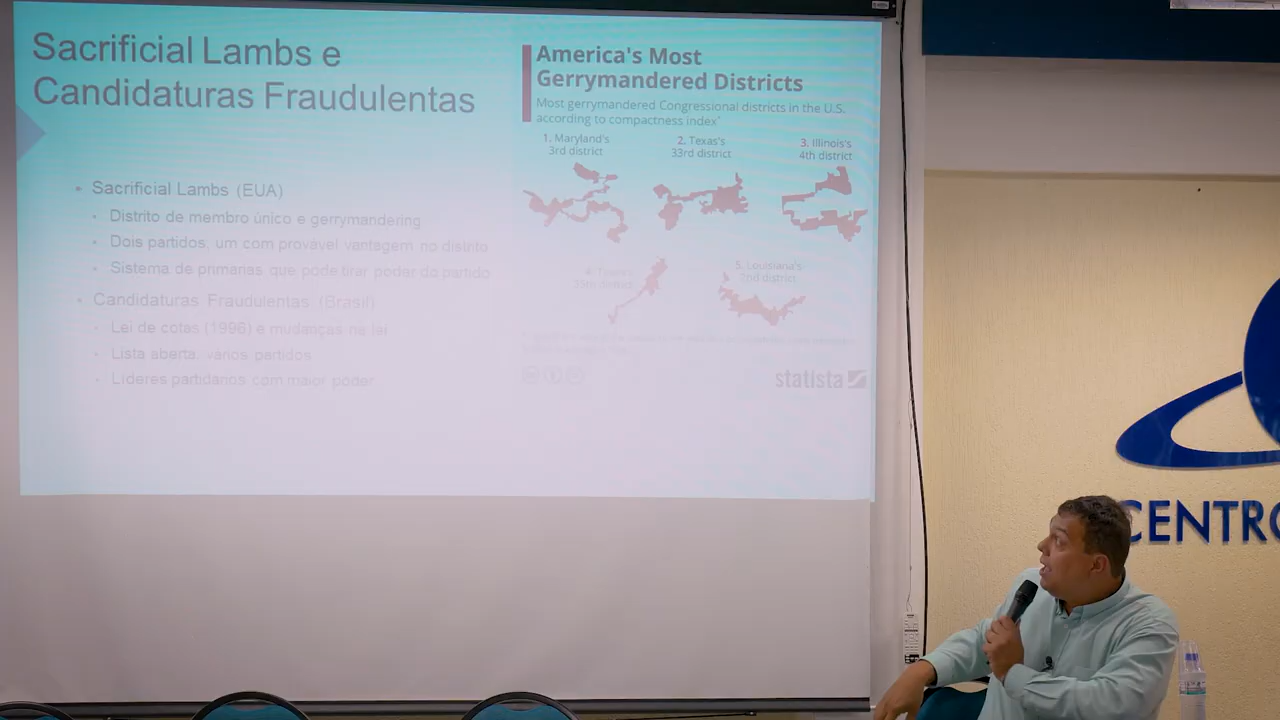 Sacrificial Lambs e
Candidaturas Fraudulentas
• Sacrificial Lambs (EUA)
• Distrito de membro único e gerrymandering
• Dois partidos, um com provável vantagem no distrito
• Sistema de primarias que pode tirar poder do partido
• Candidaturas Fraudulentas (Brasil)
• Lei de cotas (1996) e mudanças na lei
• Lista aberta, vários partidos
• Líderes partidários com maior poder
America's Most
Gerrymandered Districts
Most gerrymandered Congressional districts in the U.S.
according to compactness index*
1. Maryland's
3rd district
2. Texas's
33rd district
3. Illinois's
4th district
4. Texas's
35th district
5. Louisiana's
2nd district
statista
CENTRO